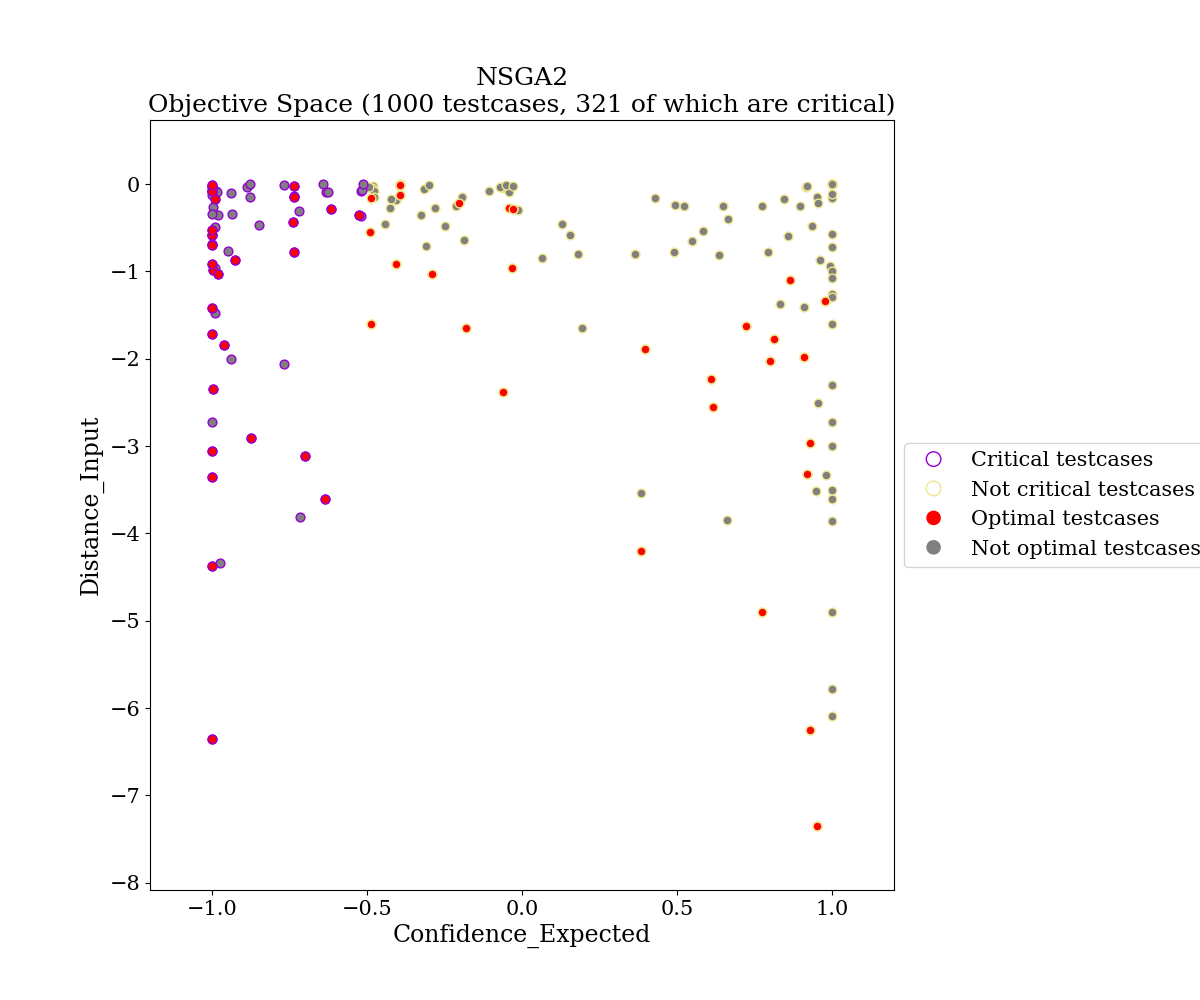 NSGA2
Objective Space (1000 testcases, 321 of which are critical)
0
−1
−2
−3
−4
−5
−6
−7
−8
Distance_Input
−1.0
−0.5
0.0
0.5
1.0
Confidence_Expected
Critical testcases
Not critical testcases
Optimal testcases
Not optimal testcases